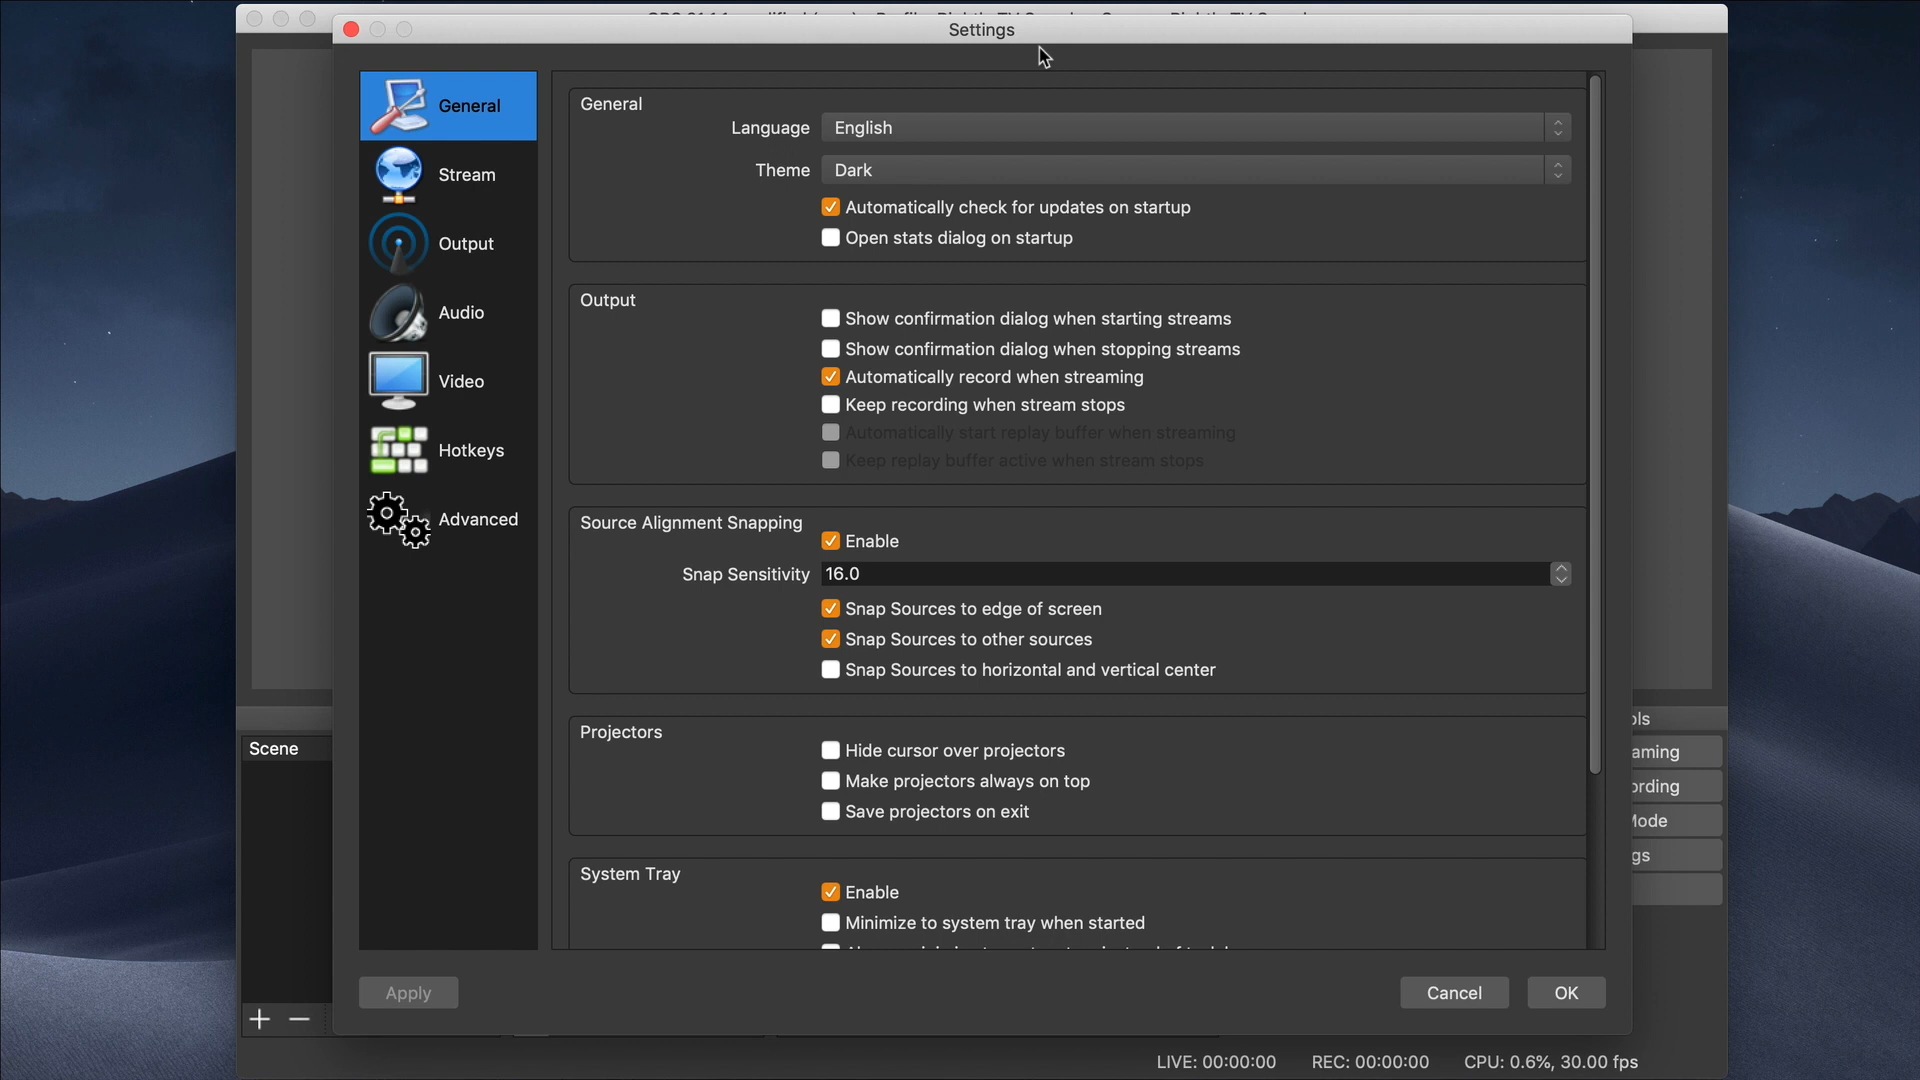 Settings
General
Stream
Output
Audio
Video
Hotkeys
Advanced
General
Language English
Theme Dark
Automatically check for updates on startup
Open stats dialog on startup
Output
Show confirmation dialog when starting streams
Show confirmation dialog when stopping streams
Automatically record when streaming
Keep recording when stream stops
Automatically start replay buffer when streaming
Keep replay buffer active when stream stops
Source Alignment Snapping
Enable
Snap Sensitivity 16.0
Snap Sources to edge of screen
Snap Sources to other sources
Snap Sources to horizontal and vertical center
Projectors
Hide cursor over projectors
Make projectors always on top
Save projectors on exit
System Tray
Enable
Minimize to system tray when started
Apply
Cancel
OK
Scene
ols
aming
ording
Mode
gs
LIVE: 00:00:00
REC: 00:00:00
CPU: 0.6%, 30.00 fps